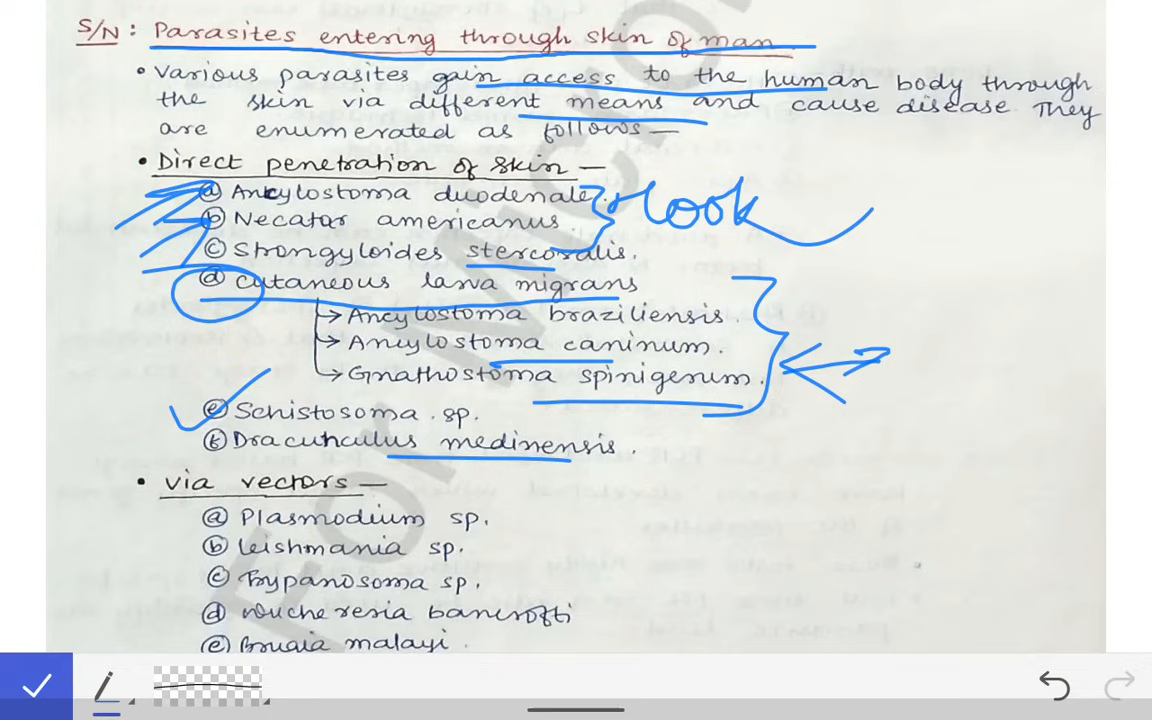 S/N: Parasites entering through skin of man
• Various parasites gain access to the human body through
the skin via different means and cause disease They
are enumerated as follows —
• Direct penetration of skin —
ⓐ Ancylostoma duodenale. look
ⓑ Necator americanus
ⓒ Strongyloides stercoralis.
ⓓ Cutaneous larva migrans
→ Ancylostoma braziliensis.
→ Ancylostoma caninum.
→ Gnathostoma spinigerum.
ⓔ Schistosoma sp.
ⓕ Dracunculus medinensis.
• via vectors —
ⓐ Plasmodium sp.
ⓑ leishmania sp.
ⓒ Trypanosoma sp.
ⓓ Wuchereria bancrofti
ⓔ Brugia malayi.
For